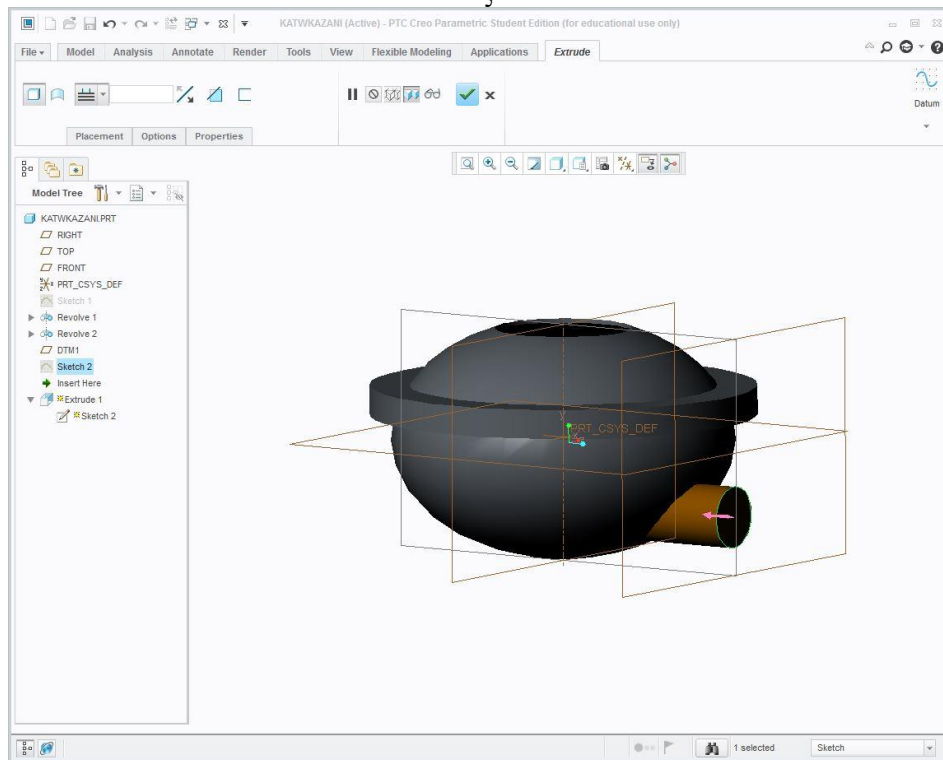 KATWKAZANI (Active) - PTC Creo Parametric Student Edition (for educational use only)
File Model Analysis Annotate Render Tools View Flexible Modeling Applications Extrude
Datum
Placement Options Properties
Model Tree
KATWKAZANI.PRT
RIGHT
TOP
FRONT
PRT_CSYS_DEF
Sketch 1
Revolve 1
Revolve 2
DTM1
Sketch 2
Insert Here
Extrude 1
Sketch 2
PRT_CSYS_DEF
1 selected Sketch